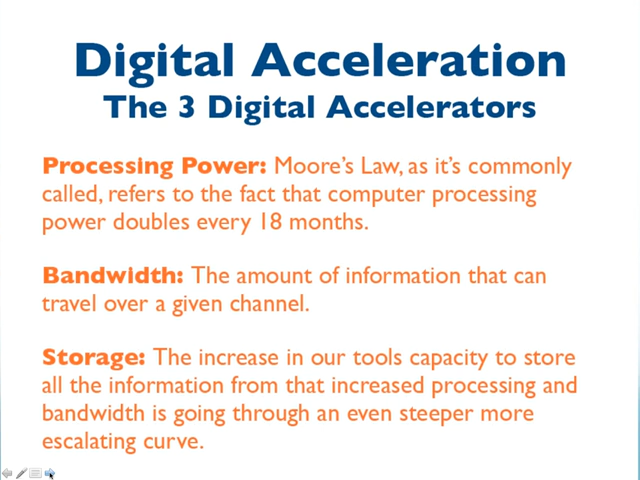 Digital Acceleration
The 3 Digital Accelerators
Processing Power: Moore's Law, as it's commonly
called, refers to the fact that computer processing
power doubles every 18 months.
Bandwidth: The amount of information that can
travel over a given channel.
Storage: The increase in our tools capacity to store
all the information from that increased processing and
bandwidth is going through an even steeper more
escalating curve.